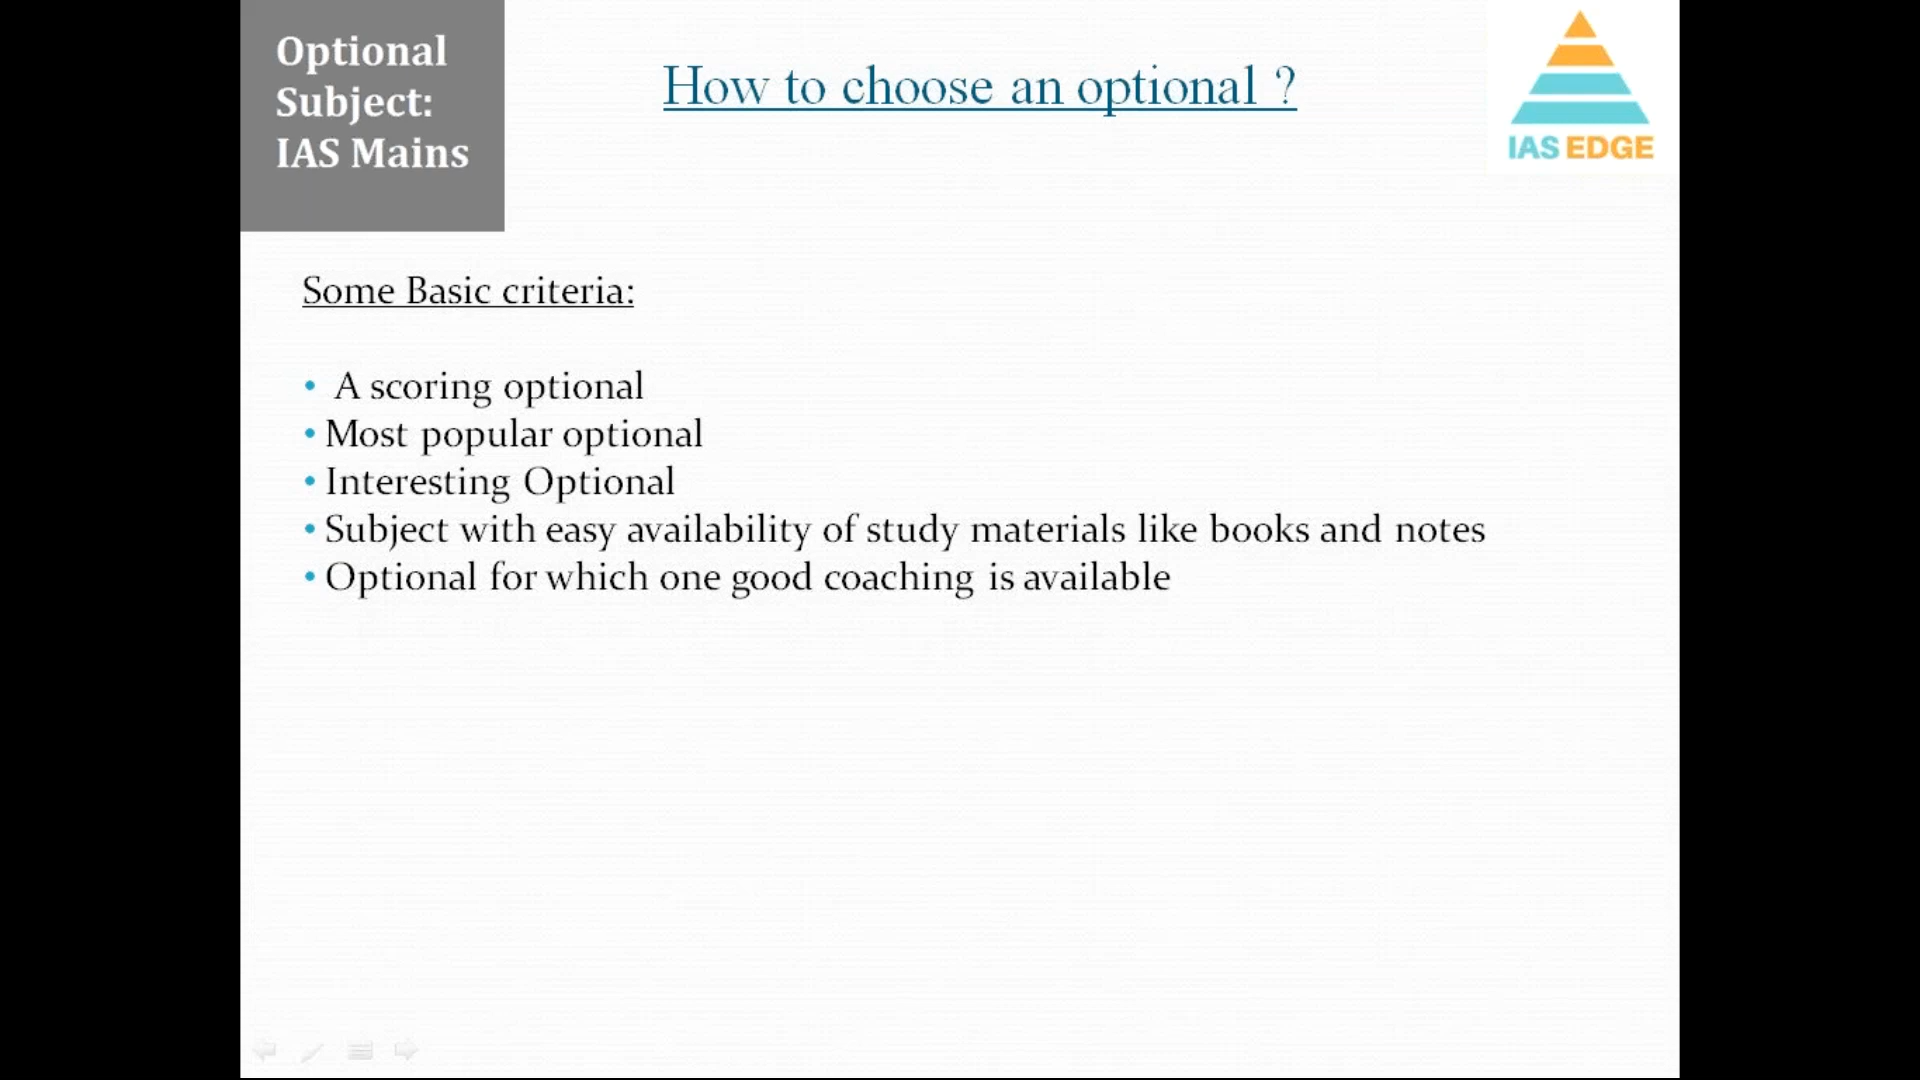 Optional
Subject:
IAS Mains
How to choose an optional ?
IAS EDGE
Some Basic criteria:
• A scoring optional
• Most popular optional
• Interesting Optional
• Subject with easy availability of study materials like books and notes
• Optional for which one good coaching is available